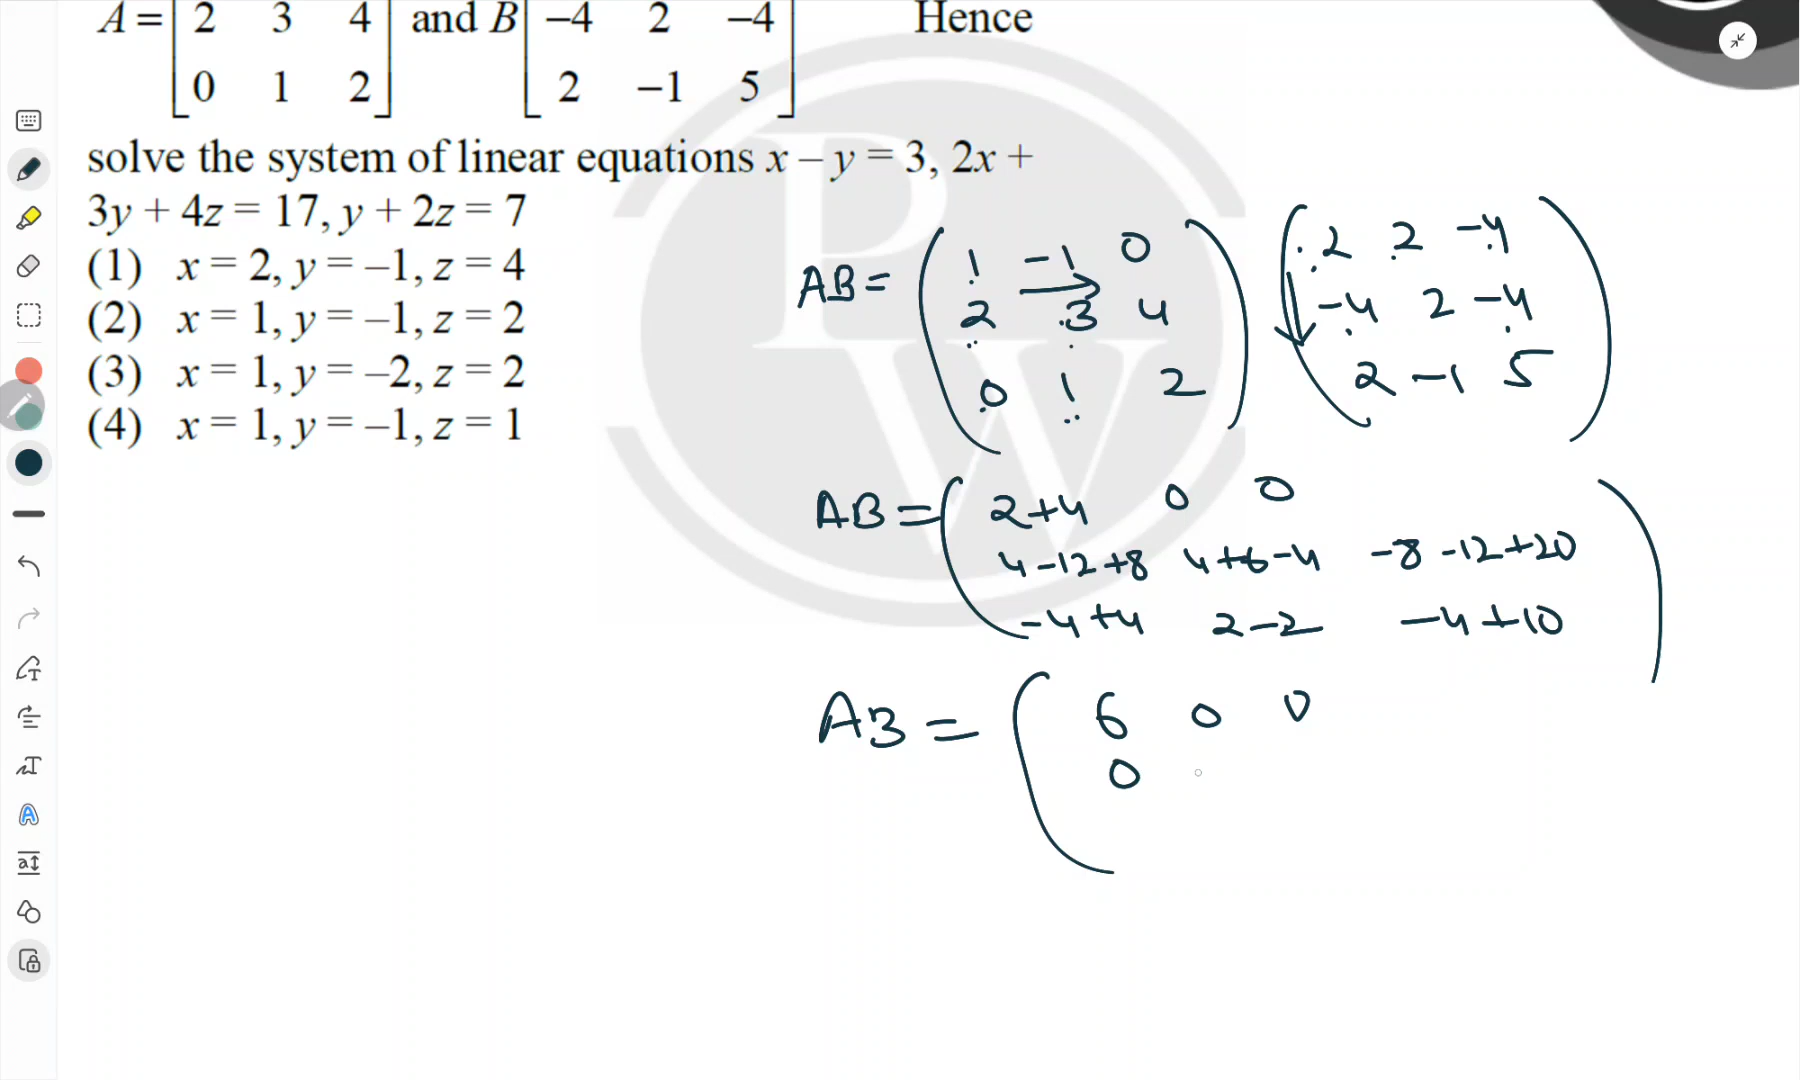 A = [ 2 3 4 ] and B [ −4 2 −4 ] Hence
0 1 2 2 −1 5
solve the system of linear equations x – y = 3, 2x +
3y + 4z = 17, y + 2z = 7
(1) x = 2, y = –1, z = 4
(2) x = 1, y = –1, z = 2
(3) x = 1, y = –2, z = 2
(4) x = 1, y = –1, z = 1
1 -1 0 2 2 -4
AB=
2 3 4 -4 2 -4
0 1 2 2 -1 5
AB= 2+4 0 0
4-12+8 4+6-4 -8-12+20
-4+4 2-2 -4+10
AB = 6 0 0
0
PW